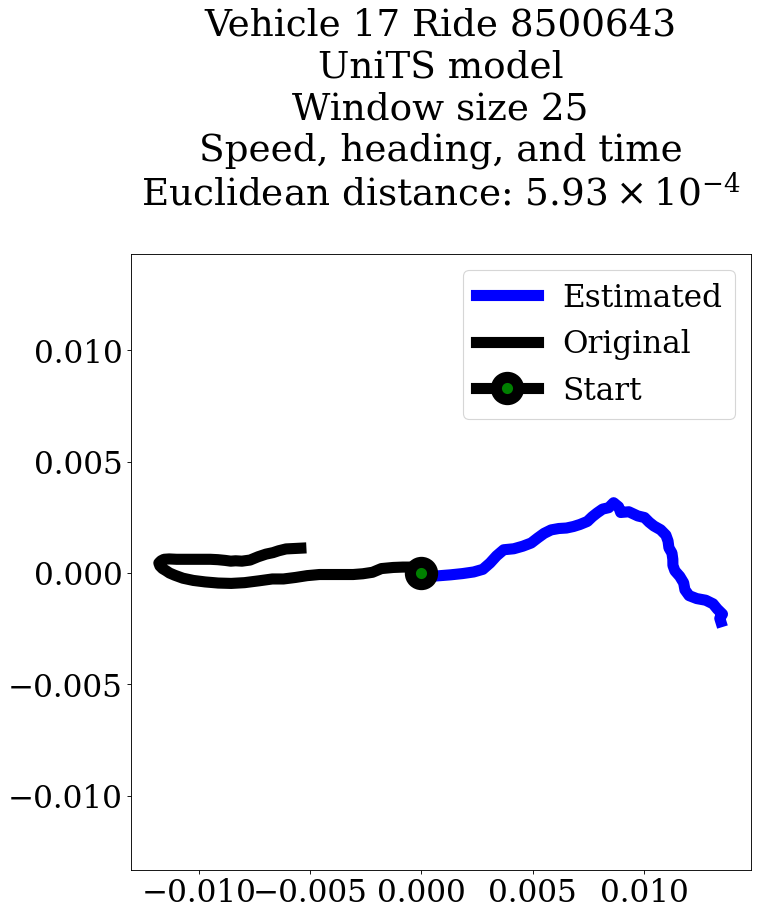 Vehicle 17 Ride 8500643
UniTS model
Window size 25
Speed, heading, and time
Euclidean distance: 5.93 × 10⁻⁴
Estimated
Original
Start
0.010
0.005
0.000
−0.005
−0.010
−0.010 −0.005 0.000 0.005 0.010